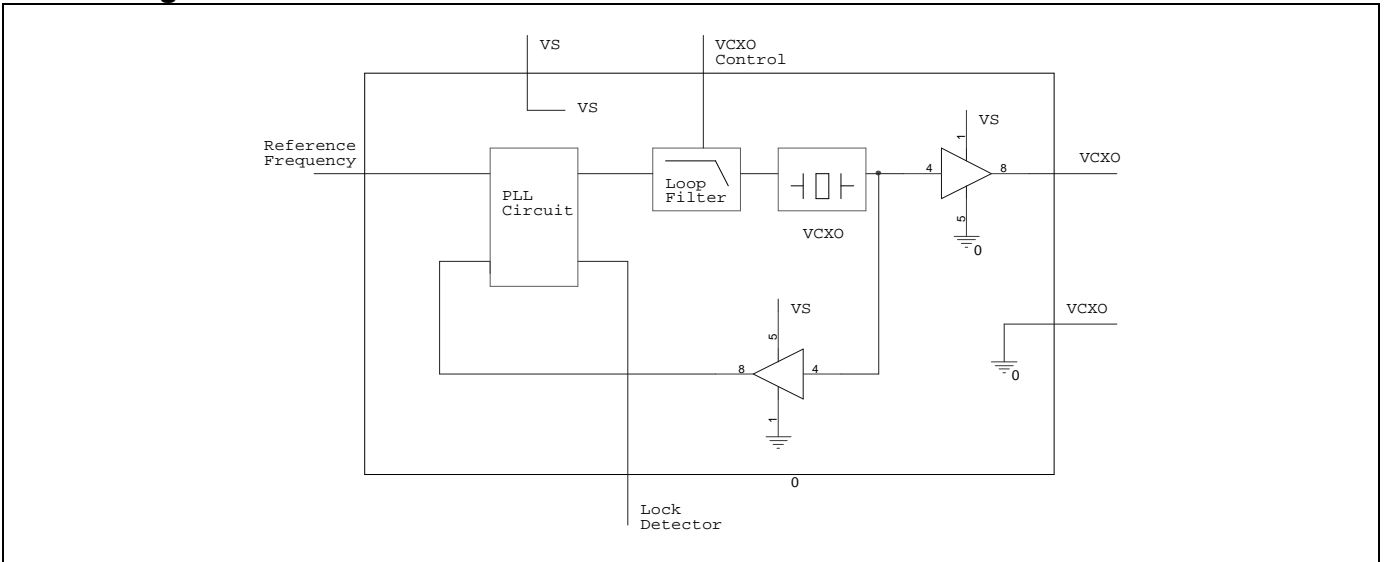 VS
VCXO
Control
VS
VS
1
Reference
Frequency
VCXO
4
8
PLL
Circuit
Loop
Filter
5
VCXO
0
VS
VCXO
5
8
4
0
1
0
Lock
Detector